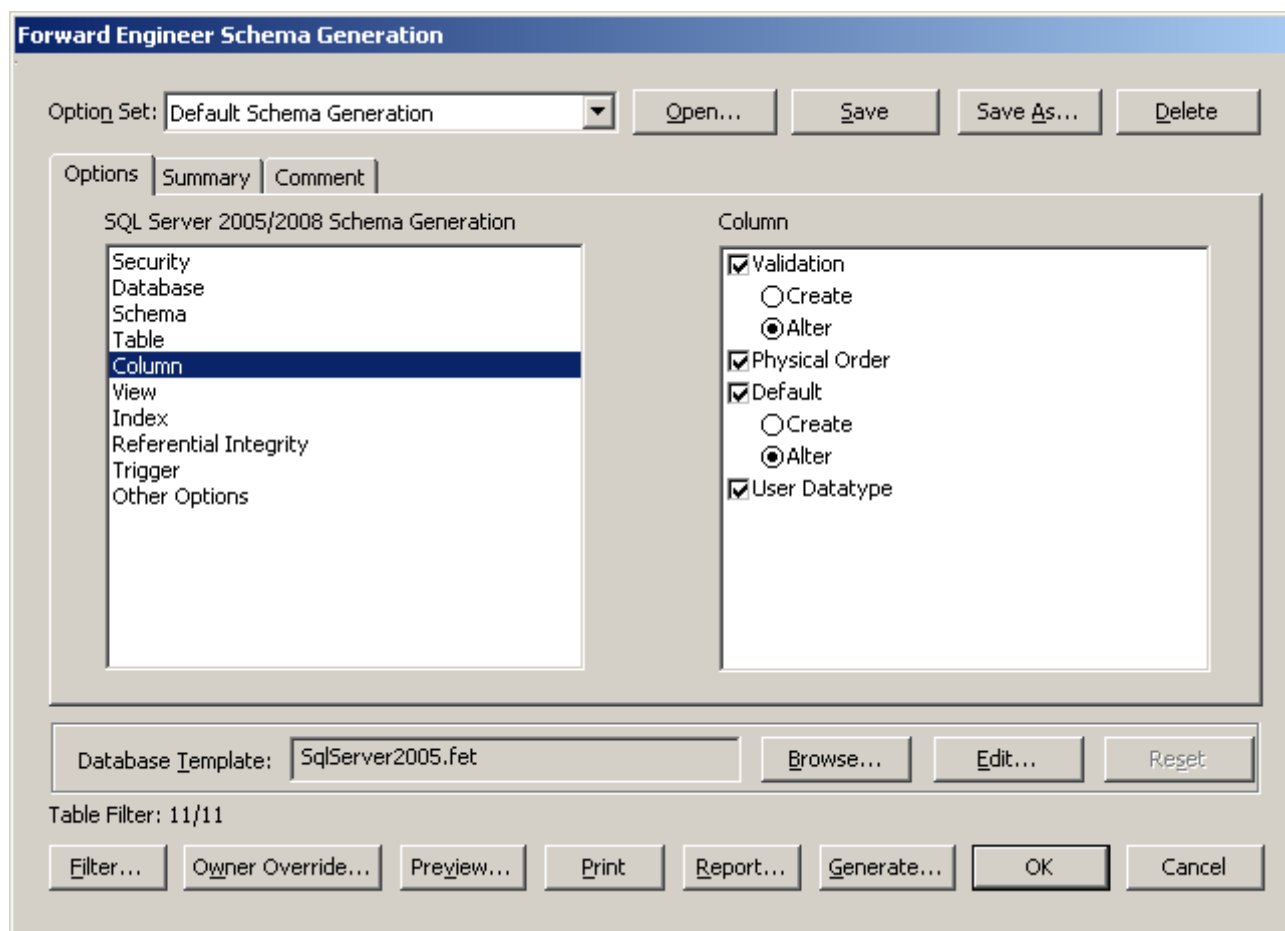 Forward Engineer Schema Generation
Option Set: Default Schema Generation Open... Save Save As... Delete
Options Summary Comment
SQL Server 2005/2008 Schema Generation
Security
Database
Schema
Table
Column
View
Index
Referential Integrity
Trigger
Other Options
Column
Validation
Create
Alter
Physical Order
Default
Create
Alter
User Datatype
Database Template: SqlServer2005.fet Browse... Edit... Reset
Table Filter: 11/11
Filter... Owner Override... Preview... Print Report... Generate... OK Cancel